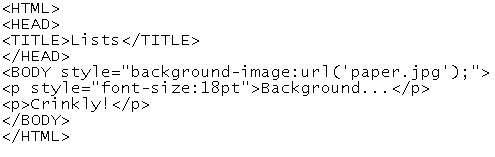 <HTML>
<HEAD>
<TITLE>Lists</TITLE>
</HEAD>
<BODY style="background-image:url('paper.jpg');">
<p style="font-size:18pt">Background...</p>
<p>Crinkly!</p>
</BODY>
</HTML>